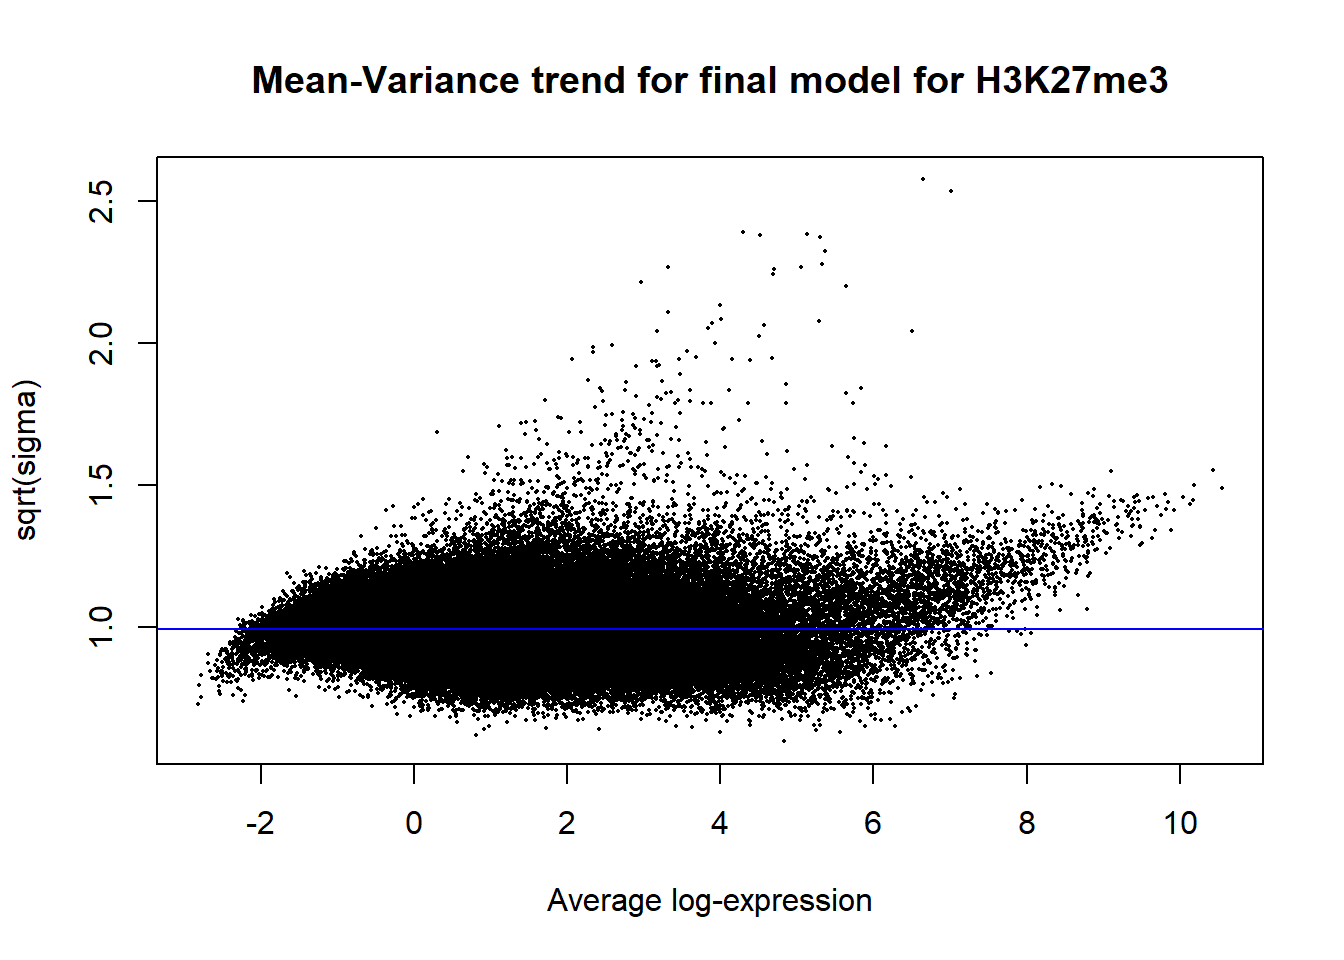 Mean-Variance trend for final model for H3K27me3
sqrt(sigma)
2.5
2.0
1.5
1.0
-2 0 2 4 6 8 10
Average log-expression